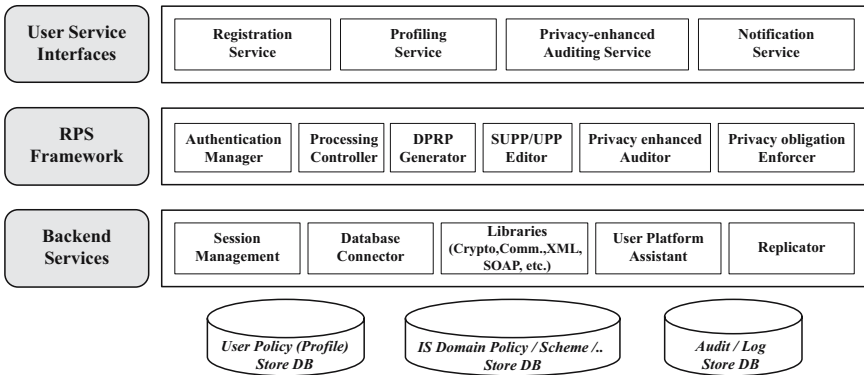 User Service
Interfaces
Registration
Service
Profiling
Service
Privacy-enhanced
Auditing Service
Notification
Service
RPS
Framework
Authentication
Manager
Processing
Controller
DPRP
Generator
SUPP/UPP
Editor
Privacy enhanced
Auditor
Privacy obligation
Enforcer
Backend
Services
Session
Management
Database
Connector
Libraries
(Crypto,Comm.,XML,
SOAP, etc.)
User Platform
Assistant
Replicator
User Policy (Profile)
Store DB
IS Domain Policy / Scheme /..
Store DB
Audit / Log
Store DB